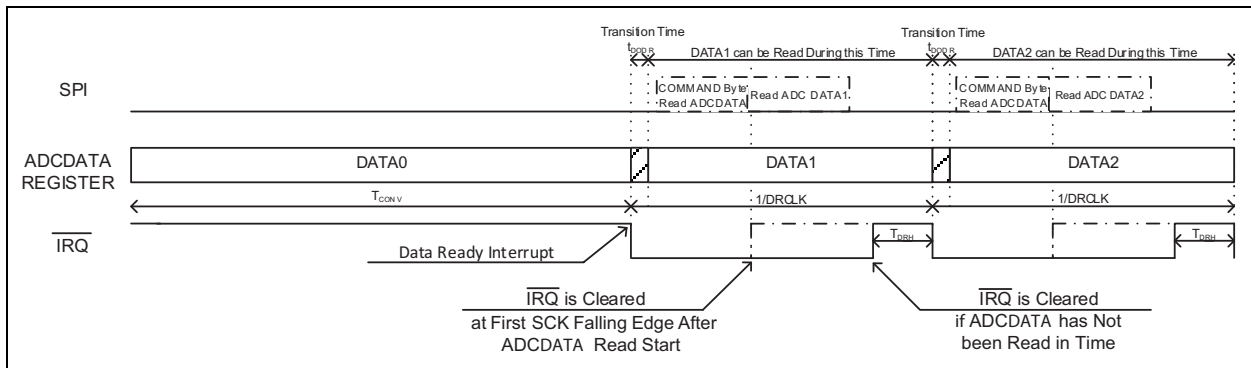 Transition Time
tDODR
DATA1 can be Read During this Time
Transition Time
tDODR
DATA2 can be Read During this Time
SPI
COMMAND Byte
Read ADCDATA
Read ADC DATA1
COMMAND Byte
Read ADCDATA
Read ADC DATA2
ADCDATA
REGISTER
DATA0
DATA1
DATA2
TCONV
1/DRCLK
1/DRCLK
IRQ
TDRH
TDRH
Data Ready Interrupt
IRQ is Cleared
at First SCK Falling Edge After
ADCDATA Read Start
IRQ is Cleared
if ADCDATA has Not
been Read in Time